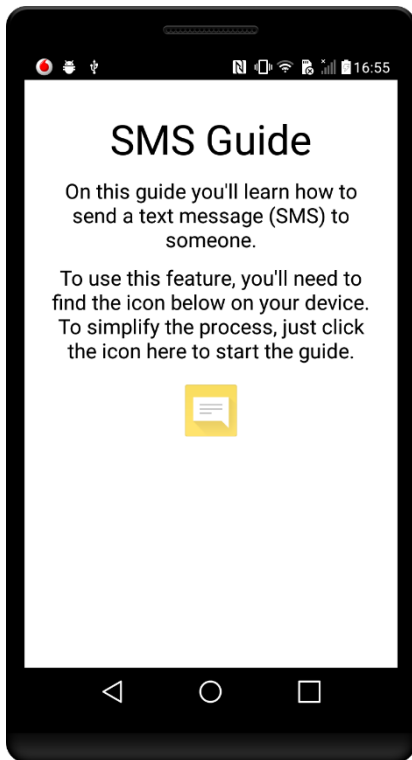 16:55
SMS Guide
On this guide you'll learn how to
send a text message (SMS) to
someone.
To use this feature, you'll need to
find the icon below on your device.
To simplify the process, just click
the icon here to start the guide.